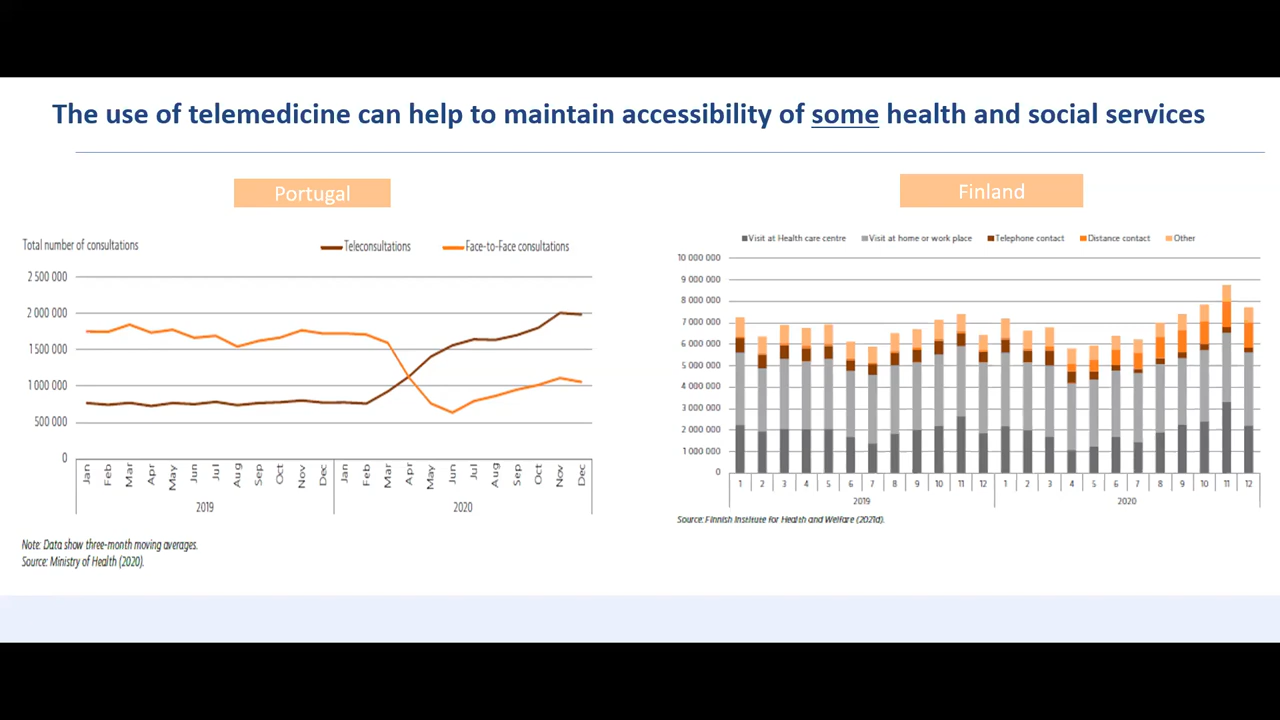 The use of telemedicine can help to maintain accessibility of some health and social services
Portugal
Total number of consultations
Teleconsultations
Face-to-Face consultations
2 500 000
2 000 000
1 500 000
1 000 000
500 000
0
Jan Feb Mar Apr May Jun Jul Aug Sep Oct Nov Dec Jan Feb Mar Apr May Jun Jul Aug Sep Oct Nov Dec
2019 2020
Note: Data show three-month moving averages.
Source: Ministry of Health (2020).
Finland
Visit at Health care centre Visit at home or work place Telephone contact Distance contact Other
10 000 000
9 000 000
8 000 000
7 000 000
6 000 000
5 000 000
4 000 000
3 000 000
2 000 000
1 000 000
0
1 2 3 4 5 6 7 8 9 10 11 12 1 2 3 4 5 6 7 8 9 10 11 12
2019 2020
Source: Finnish Institute for Health and Welfare (2021d).